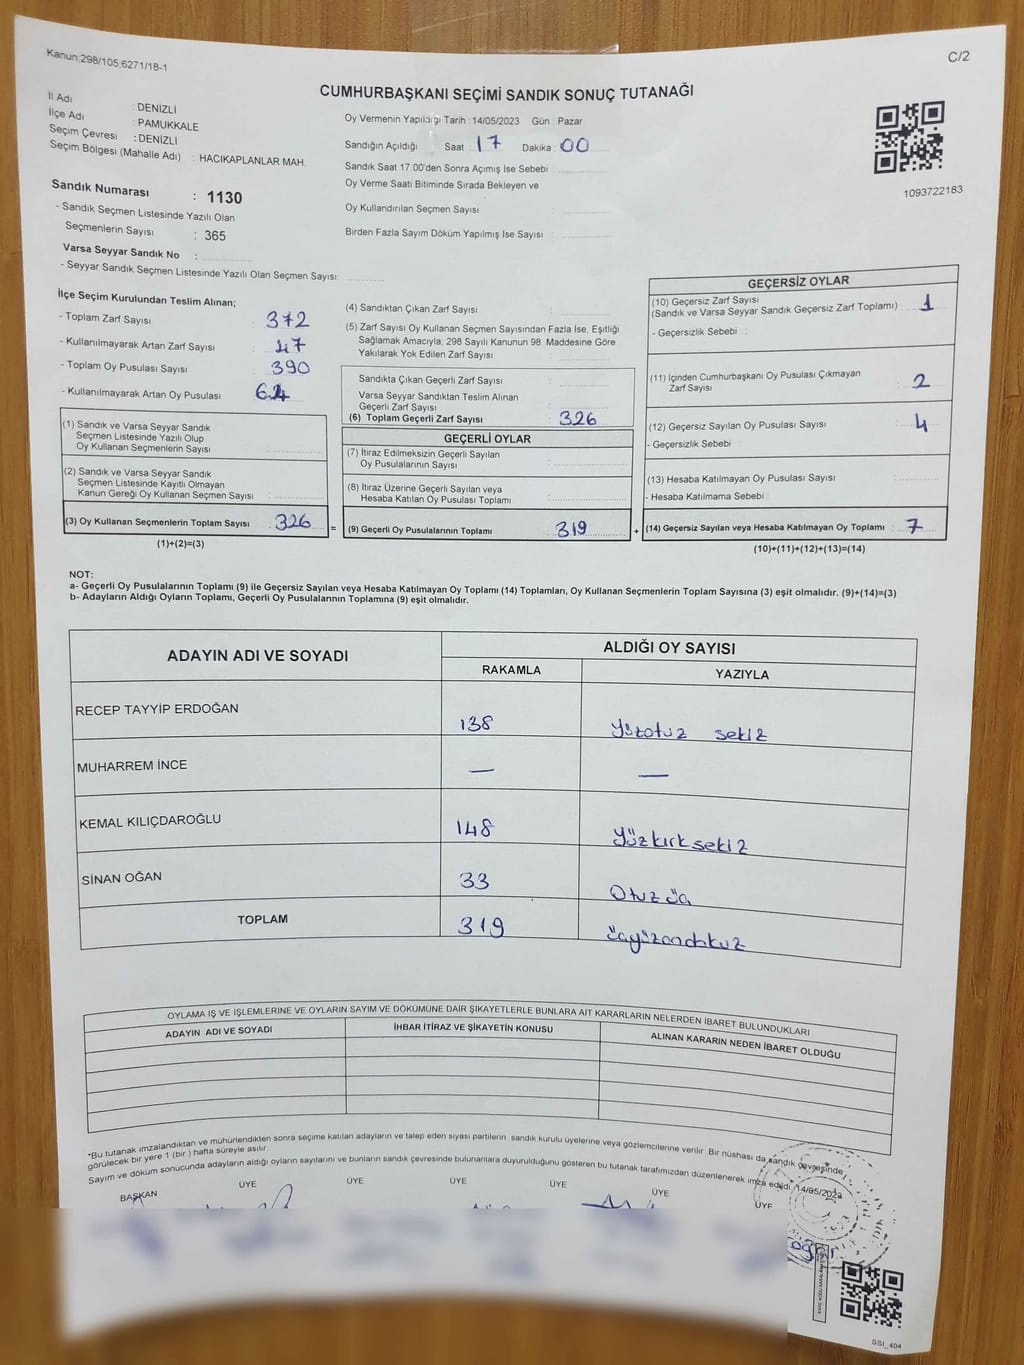 Kanun:298/105;6271/18-1
C/2
CUMHURBAŞKANI SEÇİMİ SANDIK SONUÇ TUTANAĞI
İl Adı : DENİZLİ
İlçe Adı : PAMUKKALE
Seçim Çevresi : DENİZLİ
Seçim Bölgesi (Mahalle Adı) : HACIKAPLANLAR MAH.
Sandık Numarası : 1130
- Sandık Seçmen Listesinde Yazılı Olan
Seçmenlerin Sayısı : 365
Varsa Seyyar Sandık No :
- Seyyar Sandık Seçmen Listesinde Yazılı Olan Seçmen Sayısı:
Oy Vermenin Yapıldığı Tarih :14/05/2023 Gün : Pazar
Sandığın Açıldığı Saat 17 Dakika : 00
Sandık Saat 17:00'den Sonra Açımış İse Sebebi :
Oy Verme Saati Bitiminde Sırada Bekleyen ve
Oy Kullandırılan Seçmen Sayısı :
Birden Fazla Sayım Döküm Yapılmış İse Sayısı :
1093722183
İlçe Seçim Kurulundan Teslim Alınan;
- Toplam Zarf Sayısı : 372
- Kullanılmayarak Artan Zarf Sayısı : 47
- Toplam Oy Pusulası Sayısı : 390
- Kullanılmayarak Artan Oy Pusulası : 64
(1) Sandık ve Varsa Seyyar Sandık
Seçmen Listesinde Yazılı Olup
Oy Kullanan Seçmenlerin Sayısı :
(2) Sandık ve Varsa Seyyar Sandık
Seçmen Listesinde Kayıtlı Olmayan
Kanun Gereği Oy Kullanan Seçmen Sayısı :
(3) Oy Kullanan Seçmenlerin Toplam Sayısı : 326
(1)+(2)=(3)
=
(4) Sandıktan Çıkan Zarf Sayısı :
(5) Zarf Sayısı Oy Kullanan Seçmen Sayısından Fazla İse, Eşitliği
Sağlamak Amacıyla; 298 Sayılı Kanunun 98. Maddesine Göre
Yakılarak Yok Edilen Zarf Sayısı :
Sandıkta Çıkan Geçerli Zarf Sayısı :
Varsa Seyyar Sandıktan Teslim Alınan
Geçerli Zarf Sayısı :
(6) Toplam Geçerli Zarf Sayısı : 326
GEÇERLİ OYLAR
(7) İtiraz Edilmeksizin Geçerli Sayılan
Oy Pusulalarının Sayısı :
(8) İtiraz Üzerine Geçerli Sayılan veya
Hesaba Katılan Oy Pusulası Toplamı :
(9) Geçerli Oy Pusulalarının Toplamı : 319
+
GEÇERSİZ OYLAR
(10) Geçersiz Zarf Sayısı
(Sandık ve Varsa Seyyar Sandık Geçersiz Zarf Toplamı) : 1
- Geçersizlik Sebebi :
(11) İçinden Cumhurbaşkanı Oy Pusulası Çıkmayan
Zarf Sayısı : 2
(12) Geçersiz Sayılan Oy Pusulası Sayısı : 4
- Geçersizlik Sebebi :
(13) Hesaba Katılmayan Oy Pusulası Sayısı :
- Hesaba Katılmama Sebebi :
(14) Geçersiz Sayılan veya Hesaba Katılmayan Oy Toplamı : 7
(10)+(11)+(12)+(13)=(14)
NOT:
a- Geçerli Oy Pusulalarının Toplamı (9) ile Geçersiz Sayılan veya Hesaba Katılmayan Oy Toplamı (14) Toplamları, Oy Kullanan Seçmenlerin Toplam Sayısına (3) eşit olmalıdır. (9)+(14)=(3)
b- Adayların Aldığı Oyların Toplamı, Geçerli Oy Pusulalarının Toplamına (9) eşit olmalıdır.
ADAYIN ADI VE SOYADI ALDIĞI OY SAYISI
RAKAMLA YAZIYLA
RECEP TAYYİP ERDOĞAN 138 Yüzotuz sekiz
MUHARREM İNCE — —
KEMAL KILIÇDAROĞLU 148 Yüzkırksekiz
SİNAN OĞAN 33 Otuz üç
TOPLAM 319 üçyüzondokuz
OYLAMA İŞ VE İŞLEMLERİNE VE OYLARIN SAYIM VE DÖKÜMÜNE DAİR ŞİKAYETLERLE BUNLARA AİT KARARLARIN NELERDEN İBARET BULUNDUKLARI
ADAYIN ADI VE SOYADI İHBAR İTİRAZ VE ŞİKAYETİN KONUSU ALINAN KARARIN NEDEN İBARET OLDUĞU
*Bu tutanak imzalandıktan ve mühürlendikten sonra seçime katılan adayların ve talep eden siyasi partilerin sandık kurulu üyelerine veya gözlemcilerine verilir. Bir nüshası da sandık çevresinde
görülecek bir yere 1 (bir) hafta süreyle asılır.
Sayım ve döküm sonucunda adayların aldığı oyların sayılarını ve bunların sandık çevresinde bulunanlara duyurulduğunu gösteren bu tutanak tarafımızdan düzenlenerek imza edildi. 14/05/2023
BAŞKAN ÜYE ÜYE ÜYE ÜYE ÜYE ÜYE
SSI_404